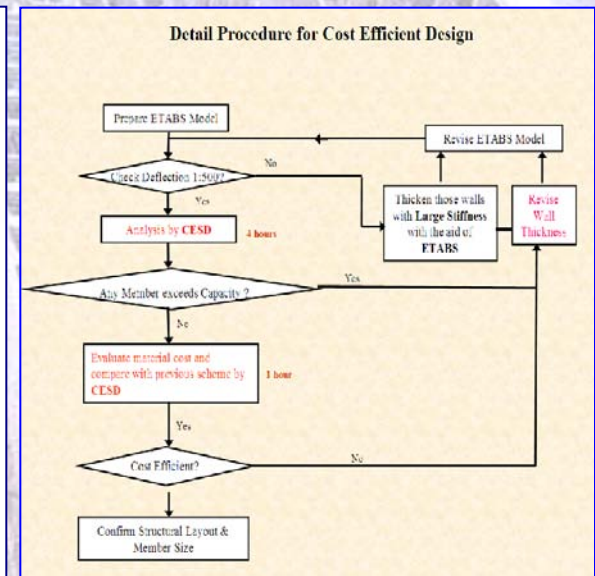 Detail Procedure for Cost Efficient Design
Prepare ETABS Model
Revise ETABS Model
Check Deflection 1:500?
No
Yes
Thicken those walls
with Large Stiffness
with the aid of
ETABS
Revise
Wall
Thickness
Analysis by CESD
4 hours
Any Member exceeds Capacity ?
Yes
No
Evaluate material cost and
compare with previous scheme by
CESD
1 hour
Yes
Cost Efficient?
No
Confirm Structural Layout &
Member Size